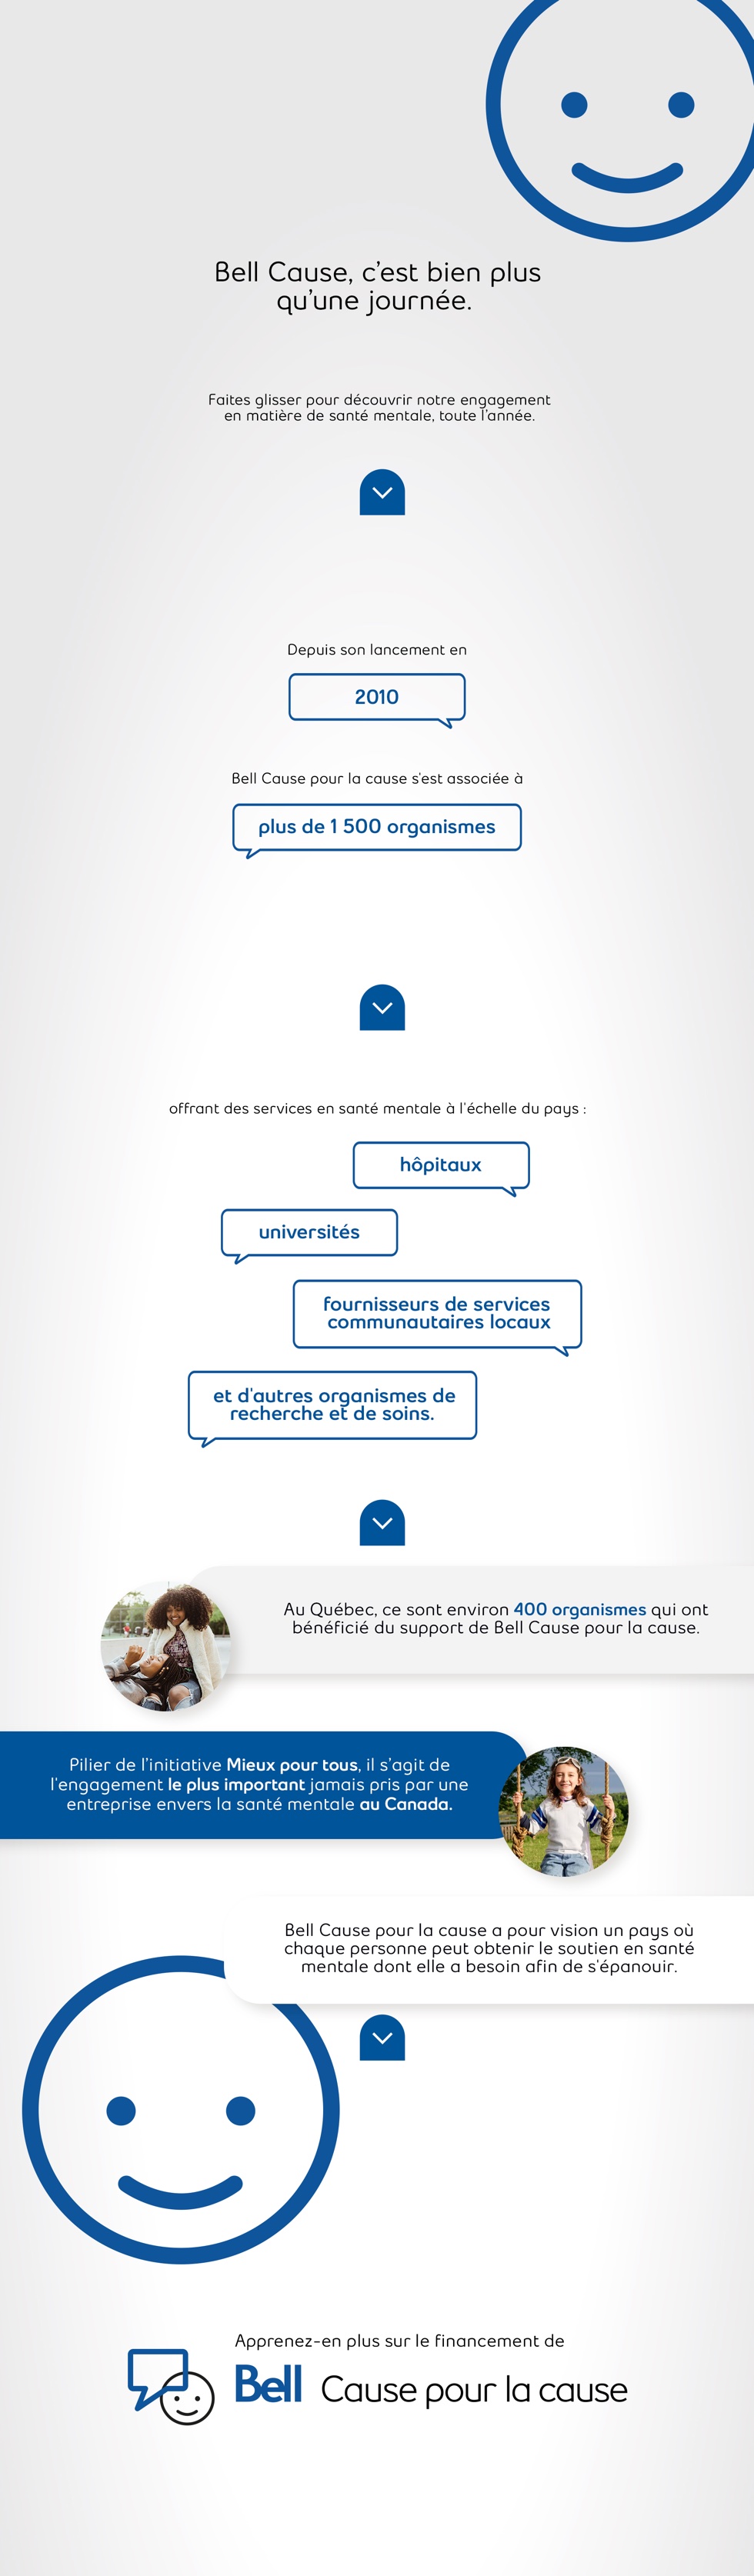 Bell Cause, c’est bien plus
qu’une journée.
Faites glisser pour découvrir notre engagement
en matière de santé mentale, toute l’année.
Depuis son lancement en
2010
Bell Cause pour la cause s'est associée à
plus de 1 500 organismes
offrant des services en santé mentale à l'échelle du pays :
hôpitaux
universités
fournisseurs de services
communautaires locaux
et d'autres organismes de
recherche et de soins.
Au Québec, ce sont environ 400 organismes qui ont
bénéficié du support de Bell Cause pour la cause.
Pilier de l’initiative Mieux pour tous, il s’agit de
l'engagement le plus important jamais pris par une
entreprise envers la santé mentale au Canada.
Bell Cause pour la cause a pour vision un pays où
chaque personne peut obtenir le soutien en santé
mentale dont elle a besoin afin de s'épanouir.
Apprenez-en plus sur le financement de
Bell Cause pour la cause